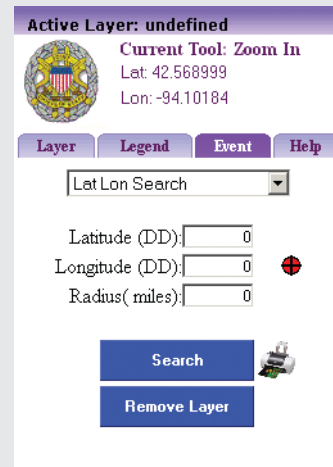 Active Layer: undefined
Current Tool: Zoom In
Lat: 42.568999
Lon: -94.10184
Layer Legend Event Help
Lat Lon Search
Latitude (DD): 0
Longitude (DD): 0
Radius( miles): 0
Search
Remove Layer